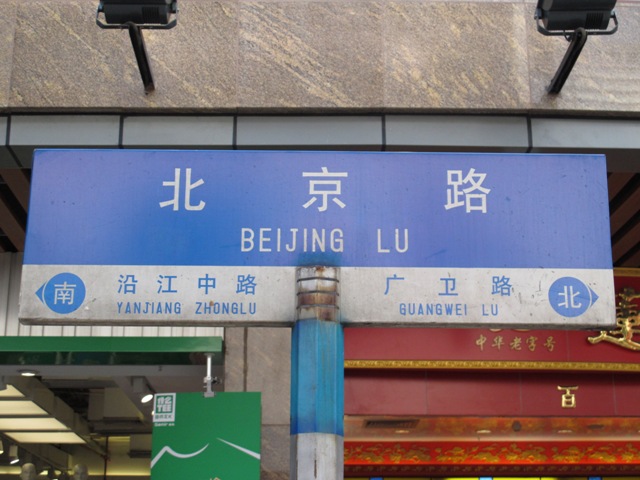 北京路
BEIJING LU
南
沿江中路
YANJIANG ZHONGLU
广卫路
GUANGWEI LU
北
中华老字号
百